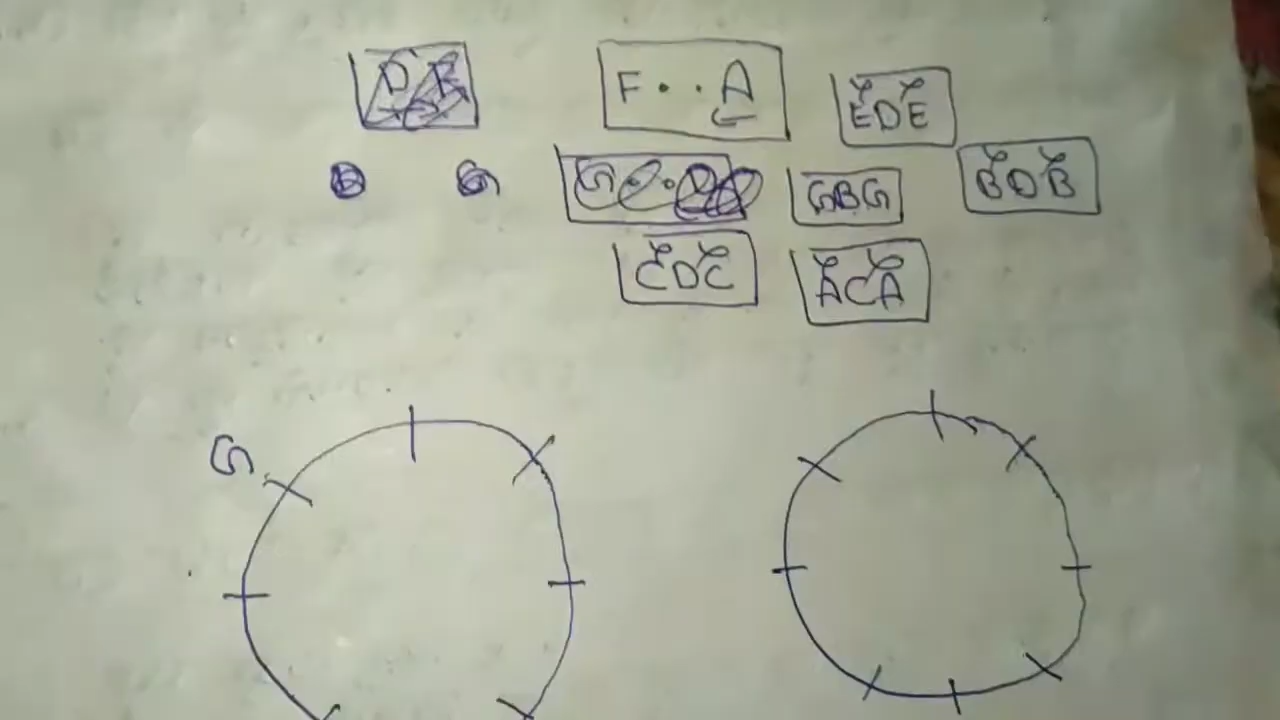 D F
F . . A
EDE
G
GBG
BDB
CDC
ACA
G